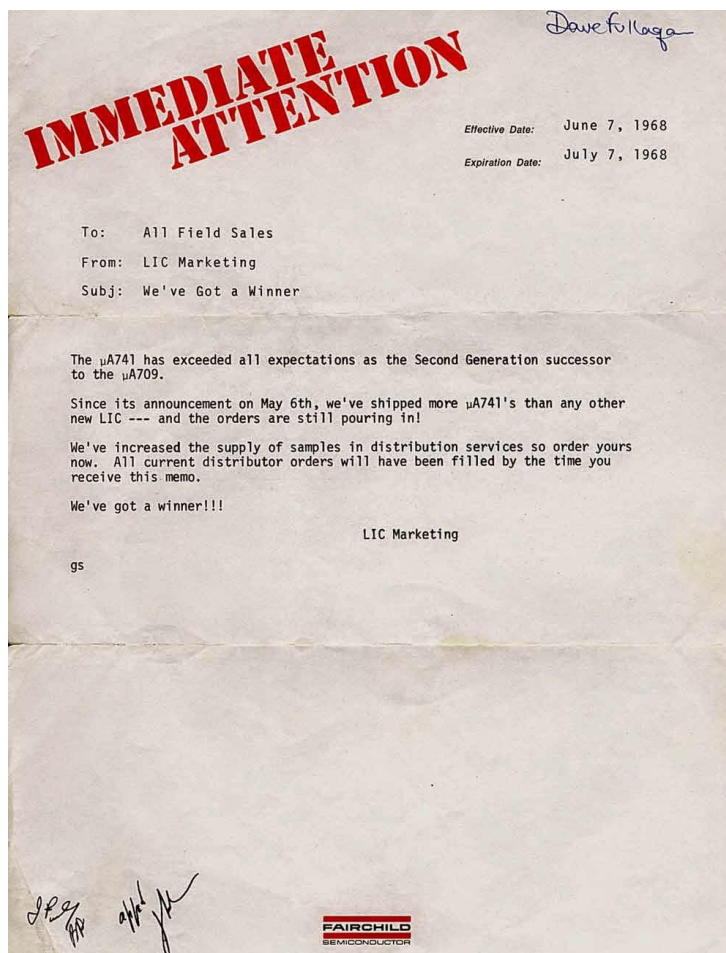 Dave Fullaga
IMMEDIATE
ATTENTION
Effective Date: June 7, 1968
Expiration Date: July 7, 1968
To: All Field Sales
From: LIC Marketing
Subj: We've Got a Winner
The µA741 has exceeded all expectations as the Second Generation successor
to the µA709.
Since its announcement on May 6th, we've shipped more µA741's than any other
new LIC --- and the orders are still pouring in!
We've increased the supply of samples in distribution services so order yours
now. All current distributor orders will have been filled by the time you
receive this memo.
We've got a winner!!!
LIC Marketing
gs
FAIRCHILD
SEMICONDUCTOR